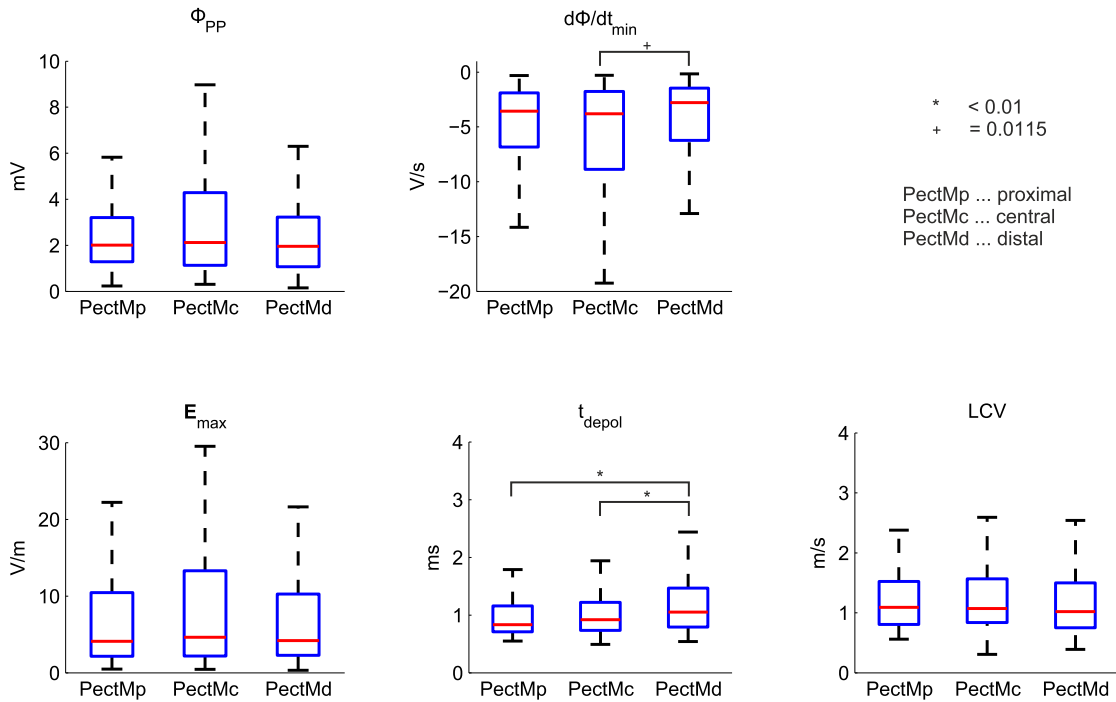 Φ_PP
10
8
6
4
2
0
mV
PectMp PectMc PectMd
dΦ/dt_min
+
0
−5
−10
−15
−20
V/s
PectMp PectMc PectMd
* < 0.01
+ = 0.0115
PectMp ... proximal
PectMc ... central
PectMd ... distal
E_max
30
20
10
0
V/m
PectMp PectMc PectMd
t_depol
*
*
4
3
2
1
0
ms
PectMp PectMc PectMd
LCV
4
3
2
1
0
m/s
PectMp PectMc PectMd